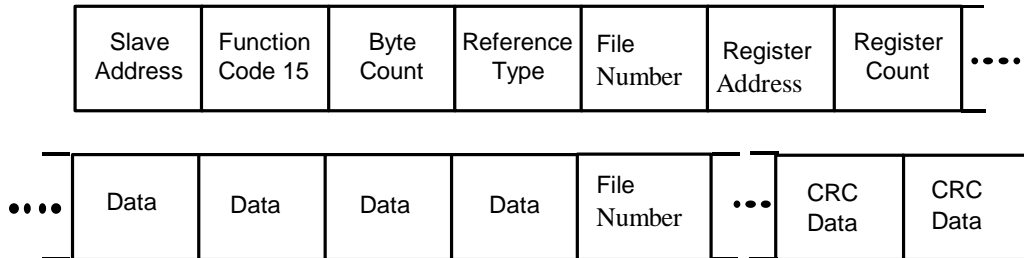 Slave Address
Function Code 15
Byte Count
Reference Type
File Number
Register Address
Register Count
Data
Data
Data
Data
File Number
CRC Data
CRC Data